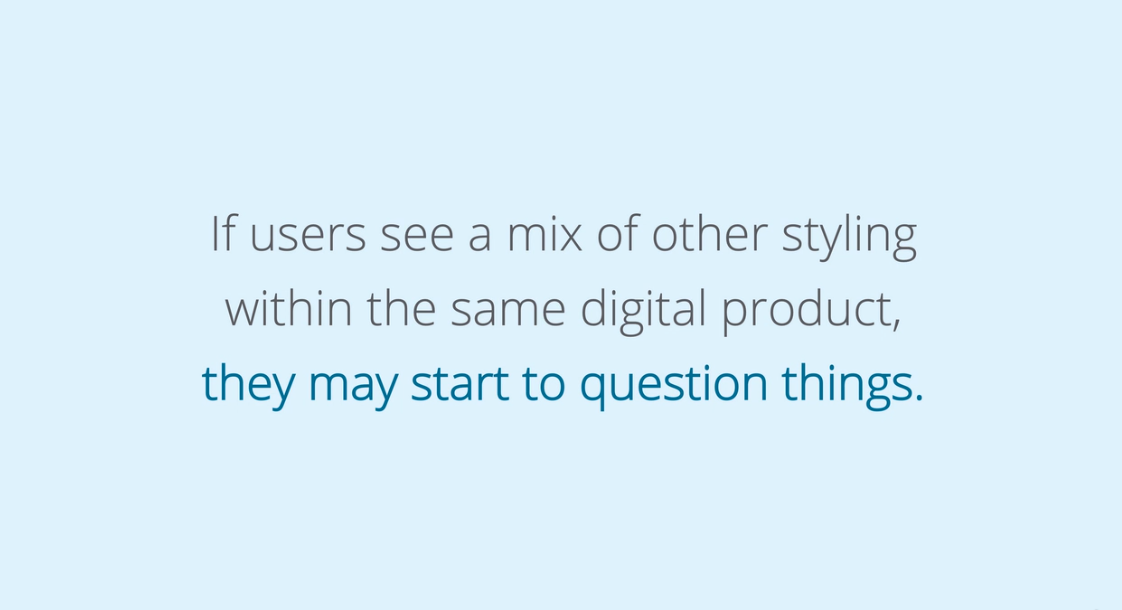 If users see a mix of other styling
within the same digital product,
they may start to question things.